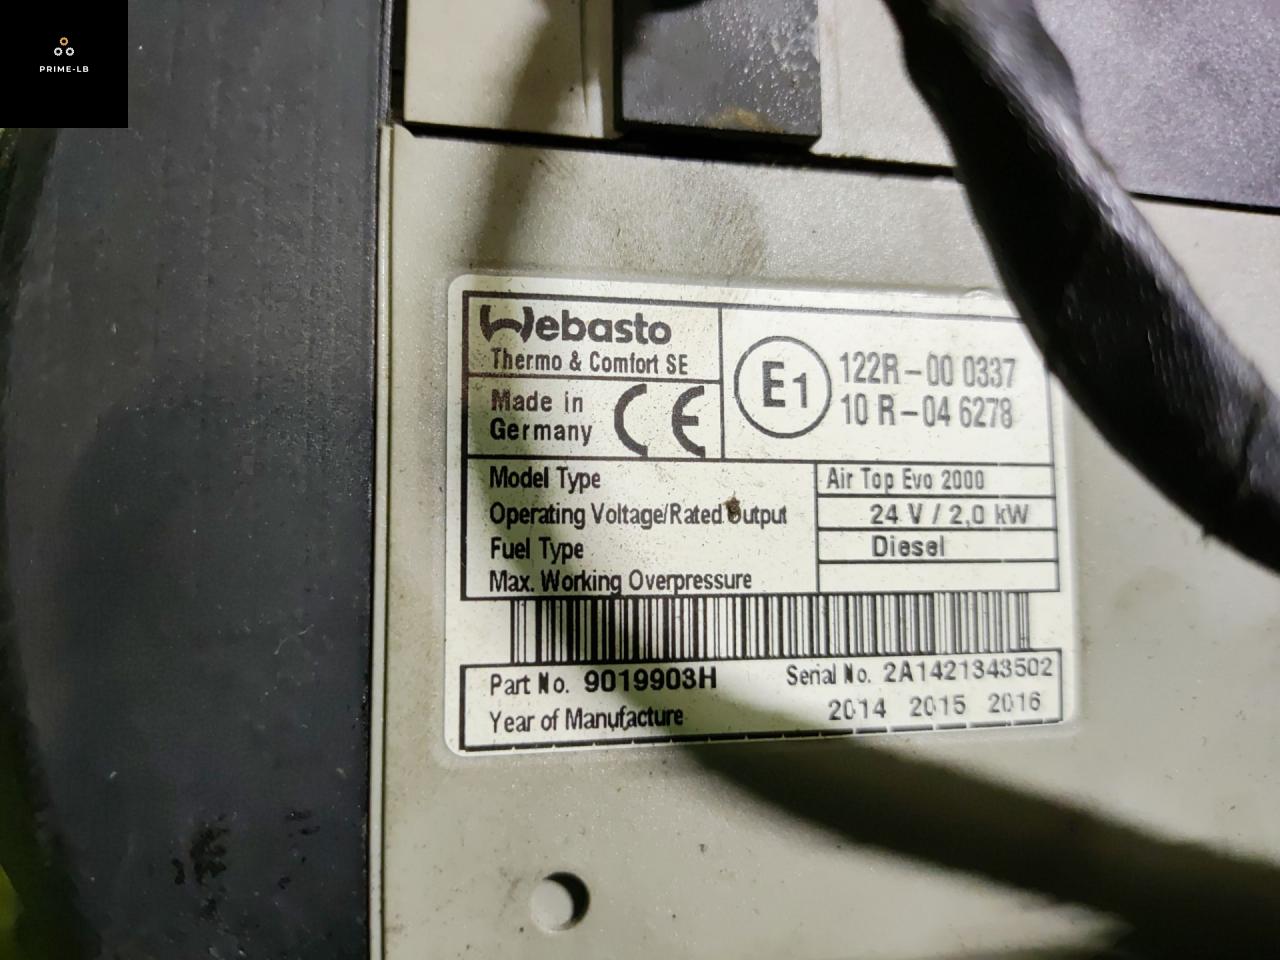 PRIME-LB
Webasto
Thermo & Comfort SE
Made in
Germany
CE
E1
122R-00 0337
10 R-04 6278
Model Type Air Top Evo 2000
Operating Voltage/Rated Output 24 V / 2,0 kW
Fuel Type Diesel
Max. Working Overpressure
Part No. 9019903H Serial No. 2A1421343502
Year of Manufacture 2014 2015 2016